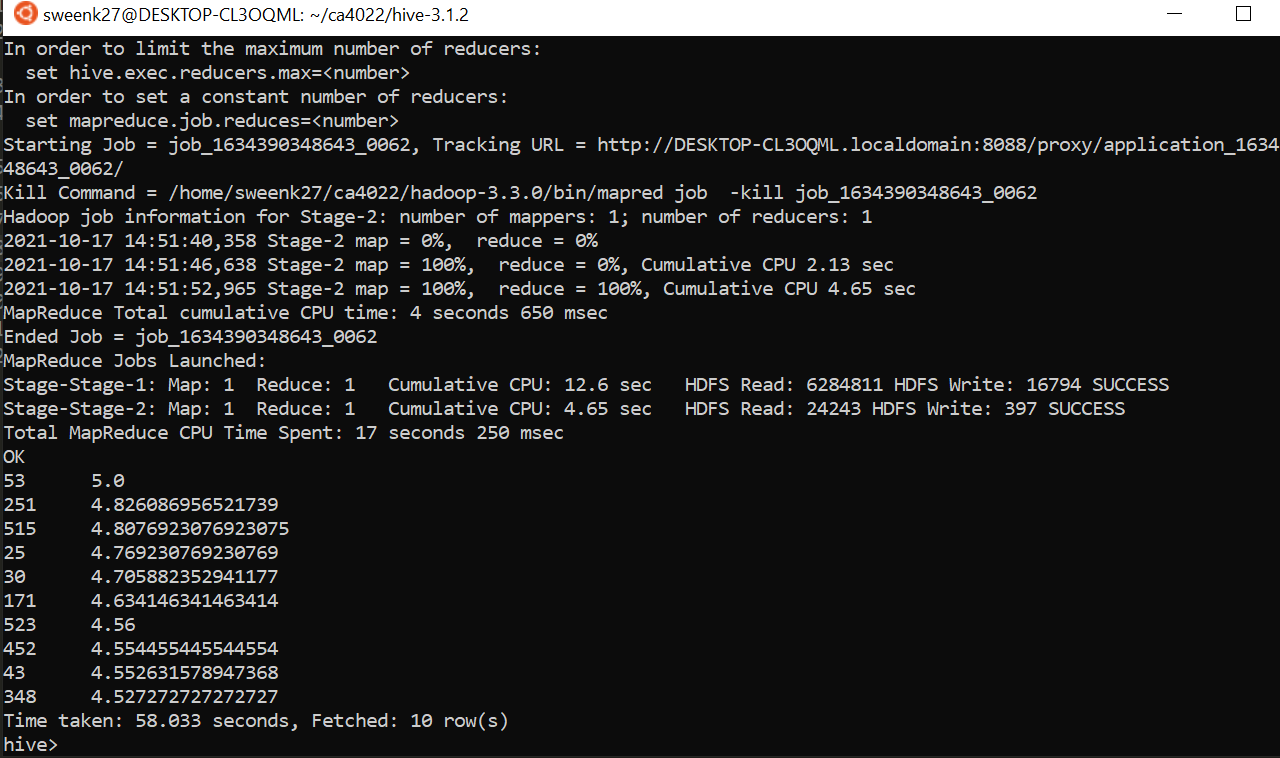 sweenk27@DESKTOP-CL3OQML: ~/ca4022/hive-3.1.2
In order to limit the maximum number of reducers:
  set hive.exec.reducers.max=<number>
In order to set a constant number of reducers:
  set mapreduce.job.reduces=<number>
Starting Job = job_1634390348643_0062, Tracking URL = http://DESKTOP-CL3OQML.localdomain:8088/proxy/application_1634
48643_0062/
Kill Command = /home/sweenk27/ca4022/hadoop-3.3.0/bin/mapred job  -kill job_1634390348643_0062
Hadoop job information for Stage-2: number of mappers: 1; number of reducers: 1
2021-10-17 14:51:40,358 Stage-2 map = 0%,  reduce = 0%
2021-10-17 14:51:46,638 Stage-2 map = 100%,  reduce = 0%, Cumulative CPU 2.13 sec
2021-10-17 14:51:52,965 Stage-2 map = 100%,  reduce = 100%, Cumulative CPU 4.65 sec
MapReduce Total cumulative CPU time: 4 seconds 650 msec
Ended Job = job_1634390348643_0062
MapReduce Jobs Launched:
Stage-Stage-1: Map: 1  Reduce: 1   Cumulative CPU: 12.6 sec   HDFS Read: 6284811 HDFS Write: 16794 SUCCESS
Stage-Stage-2: Map: 1  Reduce: 1   Cumulative CPU: 4.65 sec   HDFS Read: 24243 HDFS Write: 397 SUCCESS
Total MapReduce CPU Time Spent: 17 seconds 250 msec
OK
53      5.0
251     4.826086956521739
515     4.8076923076923075
25      4.769230769230769
30      4.705882352941177
171     4.634146341463414
523     4.56
452     4.554455445544554
43      4.552631578947368
348     4.527272727272727
Time taken: 58.033 seconds, Fetched: 10 row(s)
hive>